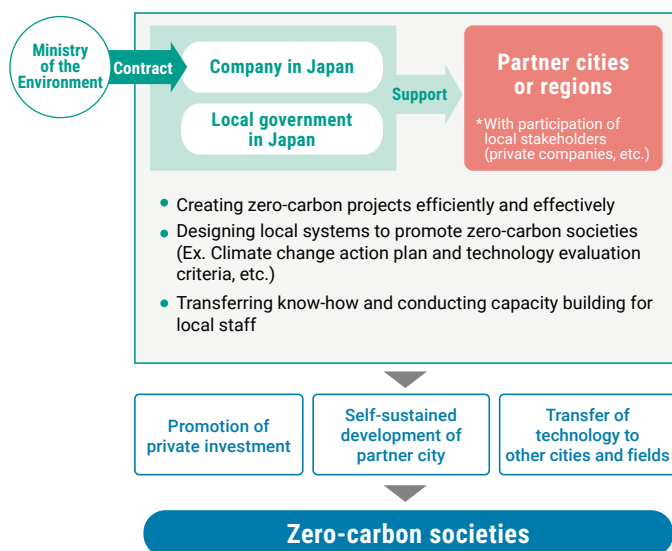 Ministry
of the
Environment
Contract
Company in Japan
Local government
in Japan
Support
Partner cities
or regions
*With participation of
local stakeholders
(private companies, etc.)
• Creating zero-carbon projects efficiently and effectively
• Designing local systems to promote zero-carbon societies
(Ex. Climate change action plan and technology evaluation
criteria, etc.)
• Transferring know-how and conducting capacity building for
local staff
Promotion of
private investment
Self-sustained
development of
partner city
Transfer of
technology to
other cities and fields
Zero-carbon societies